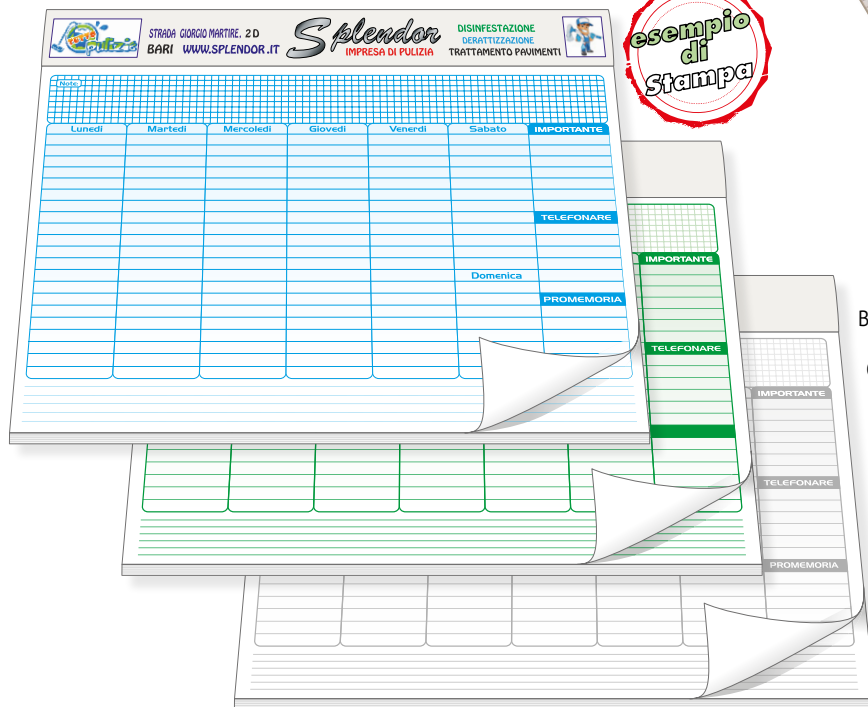 STRADA GIORGIO MARTIRE, 2D
BARI WWW.SPLENDOR.IT
Splendor
IMPRESA DI PULIZIA
DISINFESTAZIONE
DERATTIZZAZIONE
TRATTAMENTO PAVIMENTI
esempio
di
Stampa
Note:
Lunedì Martedì Mercoledì Giovedì Venerdì Sabato IMPORTANTE
TELEFONARE
Domenica
PROMEMORIA
IMPORTANTE
TELEFONARE
IMPORTANTE
TELEFONARE
PROMEMORIA
B